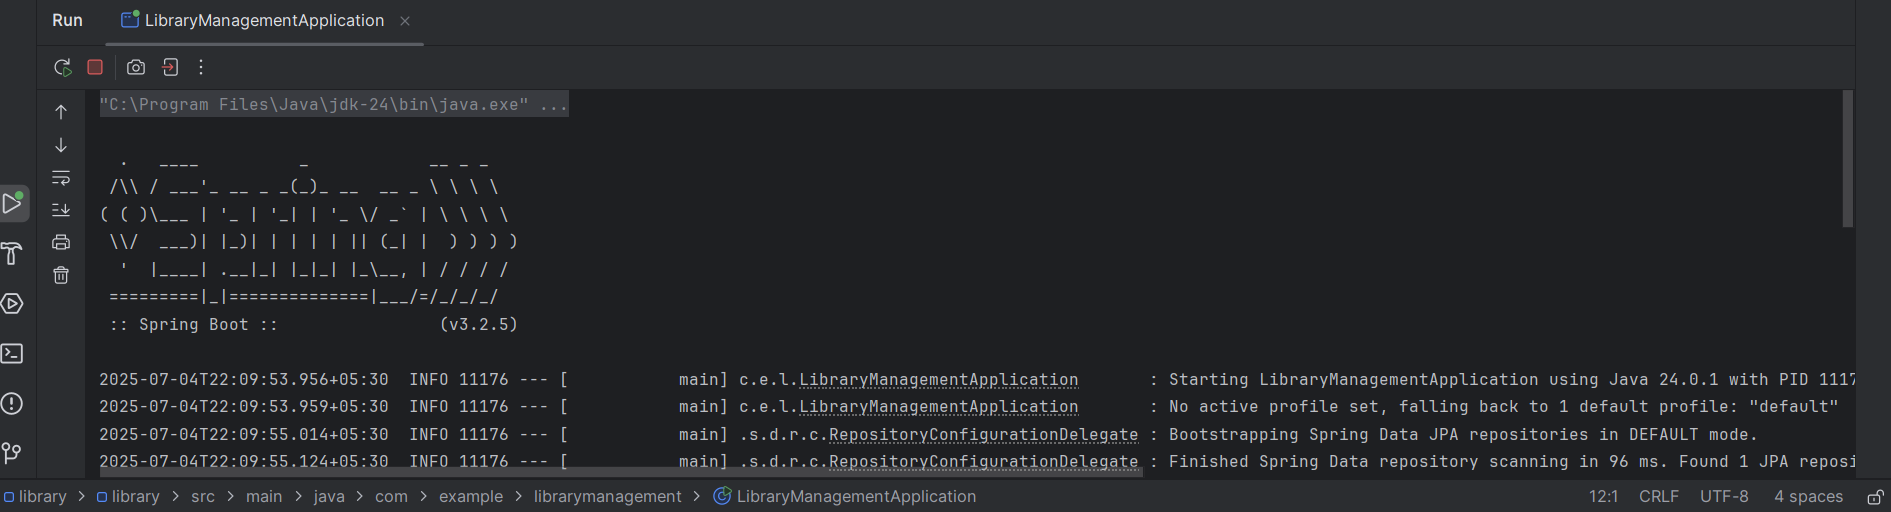 Run LibraryManagementApplication
"C:\Program Files\Java\jdk-24\bin\java.exe" ...
  .   ____          _            __ _ _
 /\\ / ___'_ __ _ _(_)_ __  __ _ \ \ \ \
( ( )\___ | '_ | '_| | '_ \/ _` | \ \ \ \
 \\/  ___)| |_)| | | | | || (_| |  ) ) ) )
  '  |____| .__|_| |_|_| |_\__, | / / / /
 =========|_|==============|___/=/_/_/_/
 :: Spring Boot ::                (v3.2.5)
2025-07-04T22:09:53.956+05:30  INFO 11176 --- [           main] c.e.l.LibraryManagementApplication       : Starting LibraryManagementApplication using Java 24.0.1 with PID 1117
2025-07-04T22:09:53.959+05:30  INFO 11176 --- [           main] c.e.l.LibraryManagementApplication       : No active profile set, falling back to 1 default profile: "default"
2025-07-04T22:09:55.014+05:30  INFO 11176 --- [           main] .s.d.r.c.RepositoryConfigurationDelegate : Bootstrapping Spring Data JPA repositories in DEFAULT mode.
2025-07-04T22:09:55.124+05:30  INFO 11176 --- [           main] .s.d.r.c.RepositoryConfigurationDelegate : Finished Spring Data repository scanning in 96 ms. Found 1 JPA reposi
library > library > src > main > java > com > example > librarymanagement > LibraryManagementApplication 12:1 CRLF UTF-8 4 spaces